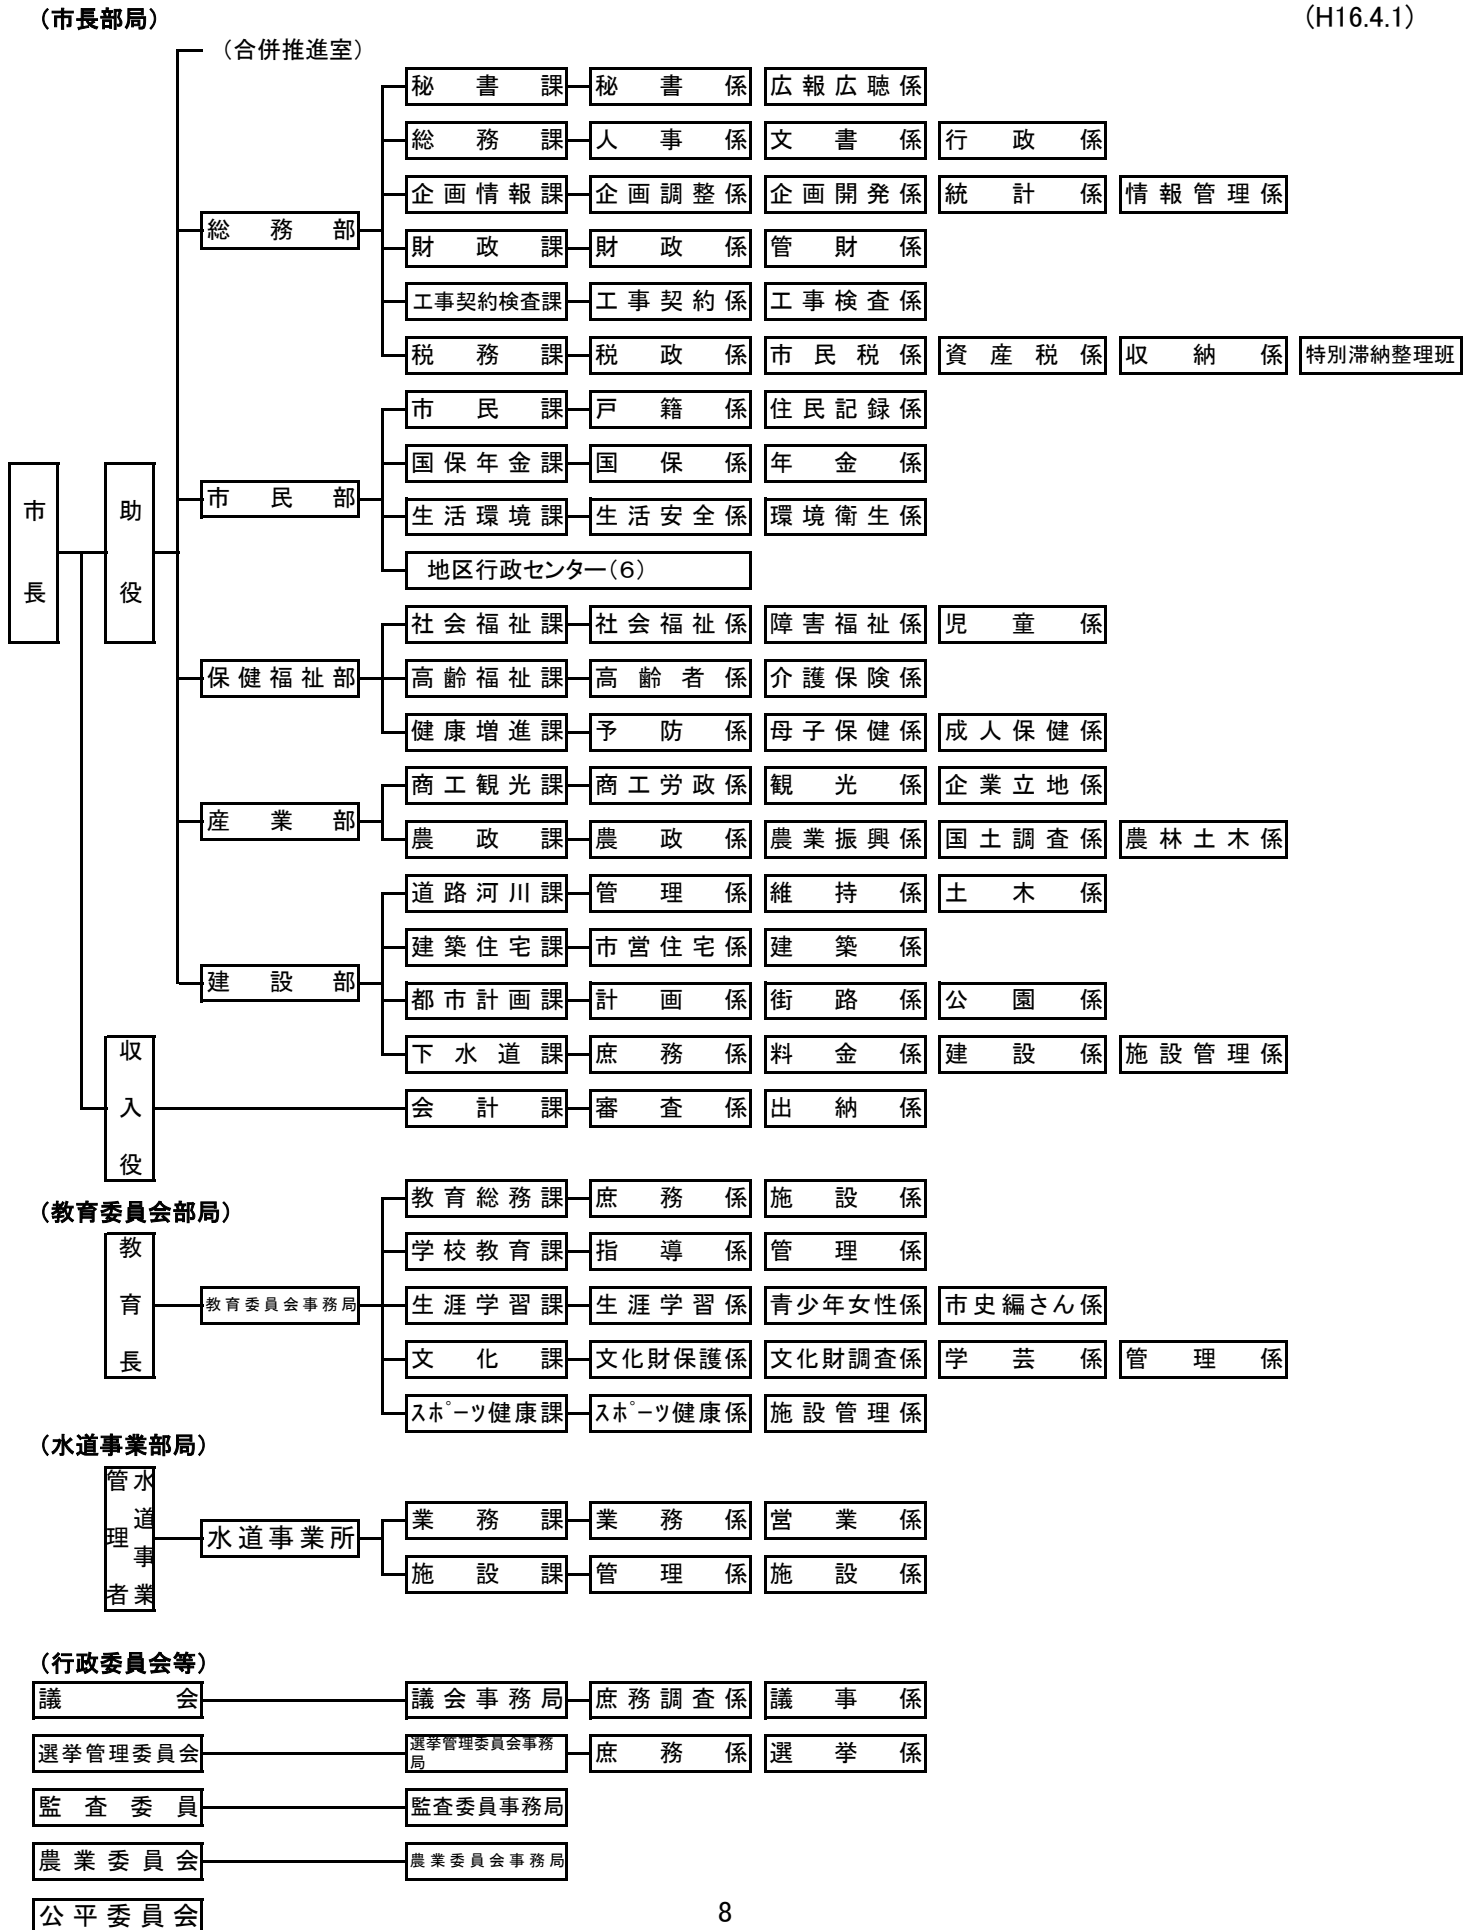 （市長部局）
（H16.4.1）
（合併推進室）
秘書課 秘書係 広報広聴係
総務課 人事係 文書係 行政係
企画情報課 企画調整係 企画開発係 統計係 情報管理係
総務部
財政課 財政係 管財係
工事契約検査課 工事契約係 工事検査係
税務課 税政係 市民税係 資産税係 収納係 特別滞納整理班
市民課 戸籍係 住民記録係
国保年金課 国保係 年金係
市長
助役
市民部
生活環境課 生活安全係 環境衛生係
地区行政センター（６）
社会福祉課 社会福祉係 障害福祉係 児童係
保健福祉部 高齢福祉課 高齢者係 介護保険係
健康増進課 予防係 母子保健係 成人保健係
商工観光課 商工労政係 観光係 企業立地係
産業部
農政課 農政係 農業振興係 国土調査係 農林土木係
道路河川課 管理係 維持係 土木係
建築住宅課 市営住宅係 建築係
建設部
都市計画課 計画係 街路係 公園係
下水道課 庶務係 料金係 建設係 施設管理係
収入役
会計課 審査係 出納係
（教育委員会部局）
教育総務課 庶務係 施設係
学校教育課 指導係 管理係
教育長
教育委員会事務局 生涯学習課 生涯学習係 青少年女性係 市史編さん係
文化課 文化財保護係 文化財調査係 学芸係 管理係
ｽﾎﾟｰﾂ健康課 ｽﾎﾟｰﾂ健康係 施設管理係
（水道事業部局）
水道事業管理者
水道事業所
業務課 業務係 営業係
施設課 管理係 施設係
（行政委員会等）
議会 議会事務局 庶務調査係 議事係
選挙管理委員会 選挙管理委員会事務局 庶務係 選挙係
監査委員 監査委員事務局
農業委員会 農業委員会事務局
公平委員会
8